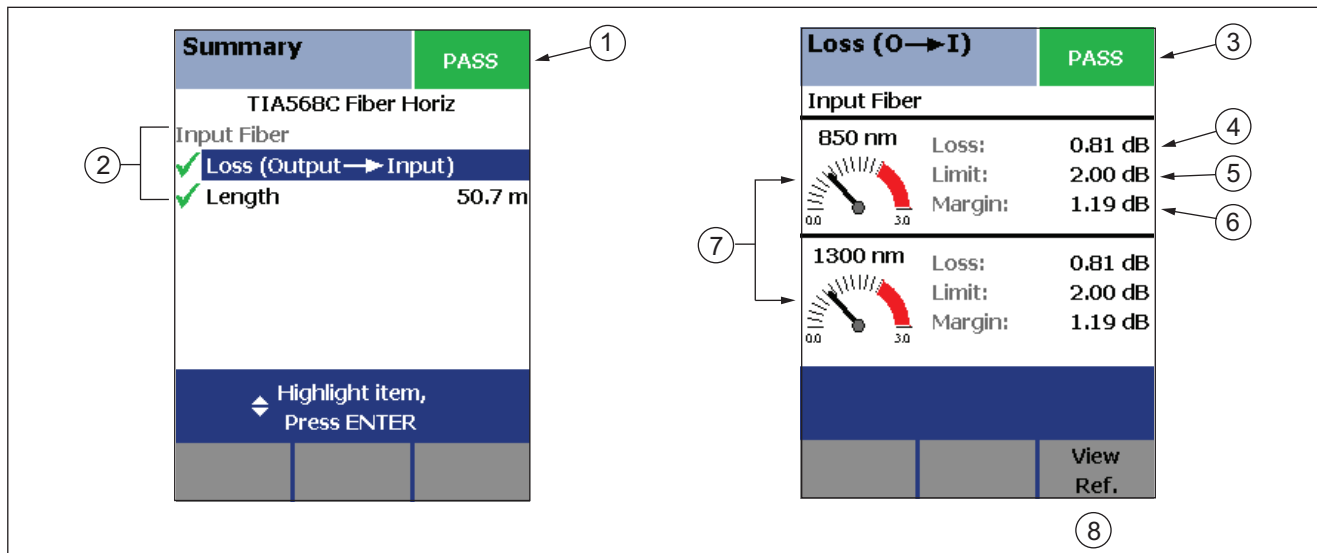 Summary
PASS
1
TIA568C Fiber Horiz
2
Input Fiber
Loss (Output→Input)
Length 50.7 m
Highlight item,
Press ENTER
Loss (O→I)
PASS
3
Input Fiber
850 nm
0.0 3.0
Loss: 0.81 dB
4
Limit: 2.00 dB
5
Margin: 1.19 dB
6
7
1300 nm
0.0 3.0
Loss: 0.81 dB
Limit: 2.00 dB
Margin: 1.19 dB
View
Ref.
8